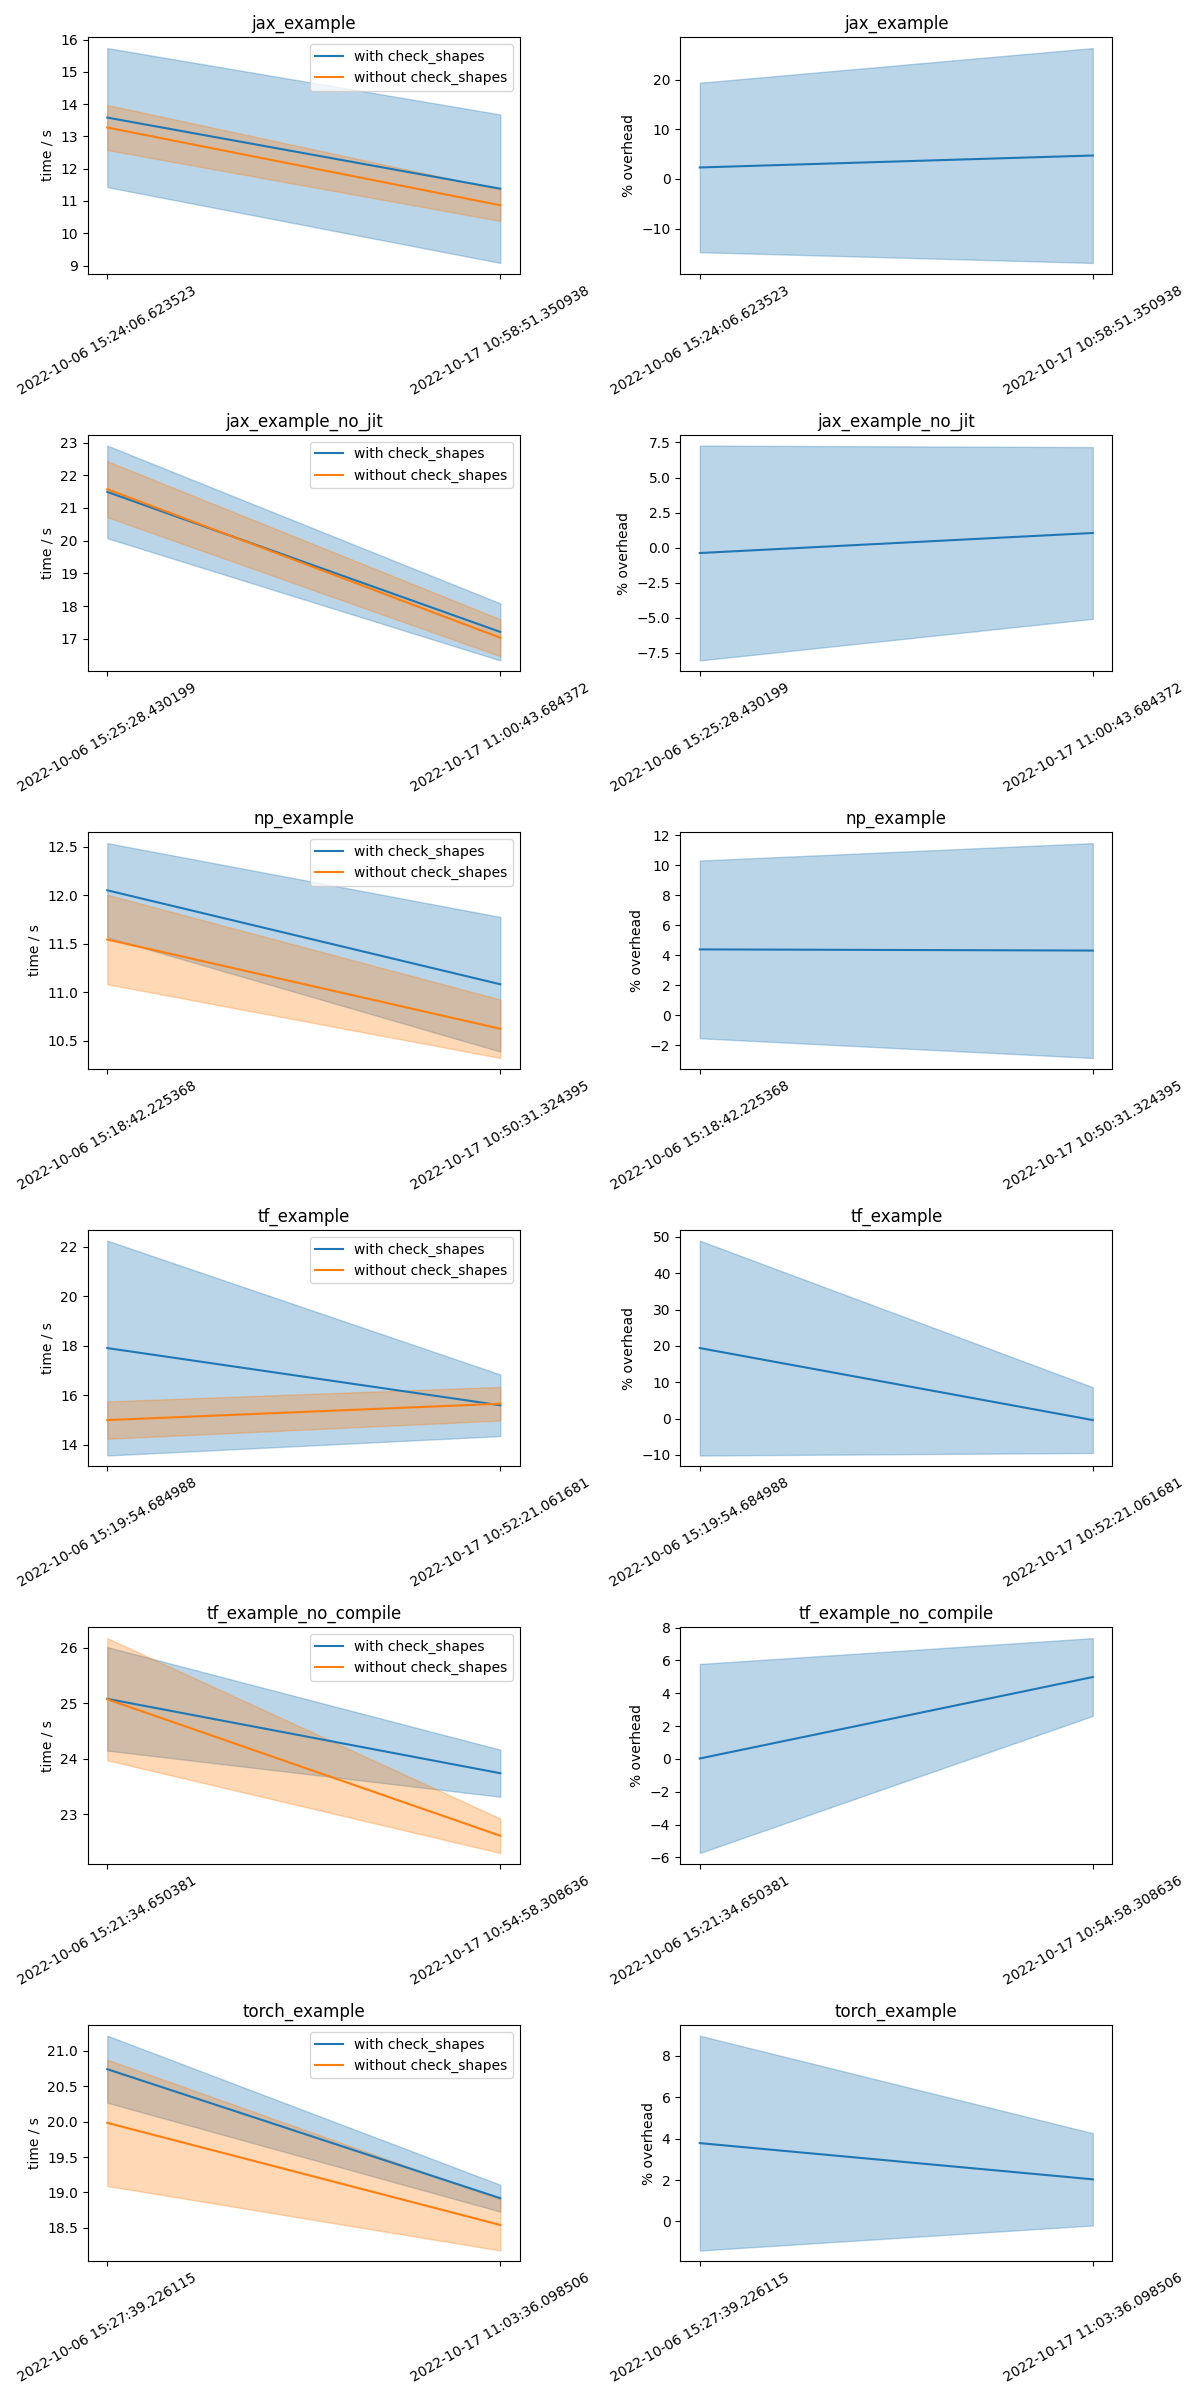 jax_example
16
15
14
13
12
11
10
9
time / s
with check_shapes
without check_shapes
2022-10-06 15:24:06.623523
2022-10-17 10:58:51.350938
jax_example
20
10
0
−10
% overhead
2022-10-06 15:24:06.623523
2022-10-17 10:58:51.350938
jax_example_no_jit
23
22
21
20
19
18
17
time / s
with check_shapes
without check_shapes
2022-10-06 15:25:28.430199
2022-10-17 11:00:43.684372
jax_example_no_jit
7.5
5.0
2.5
0.0
−2.5
−5.0
−7.5
% overhead
2022-10-06 15:25:28.430199
2022-10-17 11:00:43.684372
np_example
12.5
12.0
11.5
11.0
10.5
time / s
with check_shapes
without check_shapes
2022-10-06 15:18:42.225368
2022-10-17 10:50:31.324395
np_example
12
10
8
6
4
2
0
−2
% overhead
2022-10-06 15:18:42.225368
2022-10-17 10:50:31.324395
tf_example
22
20
18
16
14
time / s
with check_shapes
without check_shapes
2022-10-06 15:19:54.684988
2022-10-17 10:52:21.061681
tf_example
50
40
30
20
10
0
−10
% overhead
2022-10-06 15:19:54.684988
2022-10-17 10:52:21.061681
tf_example_no_compile
26
25
24
23
time / s
with check_shapes
without check_shapes
2022-10-06 15:21:34.650381
2022-10-17 10:54:58.308636
tf_example_no_compile
8
6
4
2
0
−2
−4
−6
% overhead
2022-10-06 15:21:34.650381
2022-10-17 10:54:58.308636
torch_example
21.0
20.5
20.0
19.5
19.0
18.5
time / s
with check_shapes
without check_shapes
2022-10-06 15:27:39.226115
2022-10-17 11:03:36.098506
torch_example
8
6
4
2
0
% overhead
2022-10-06 15:27:39.226115
2022-10-17 11:03:36.098506